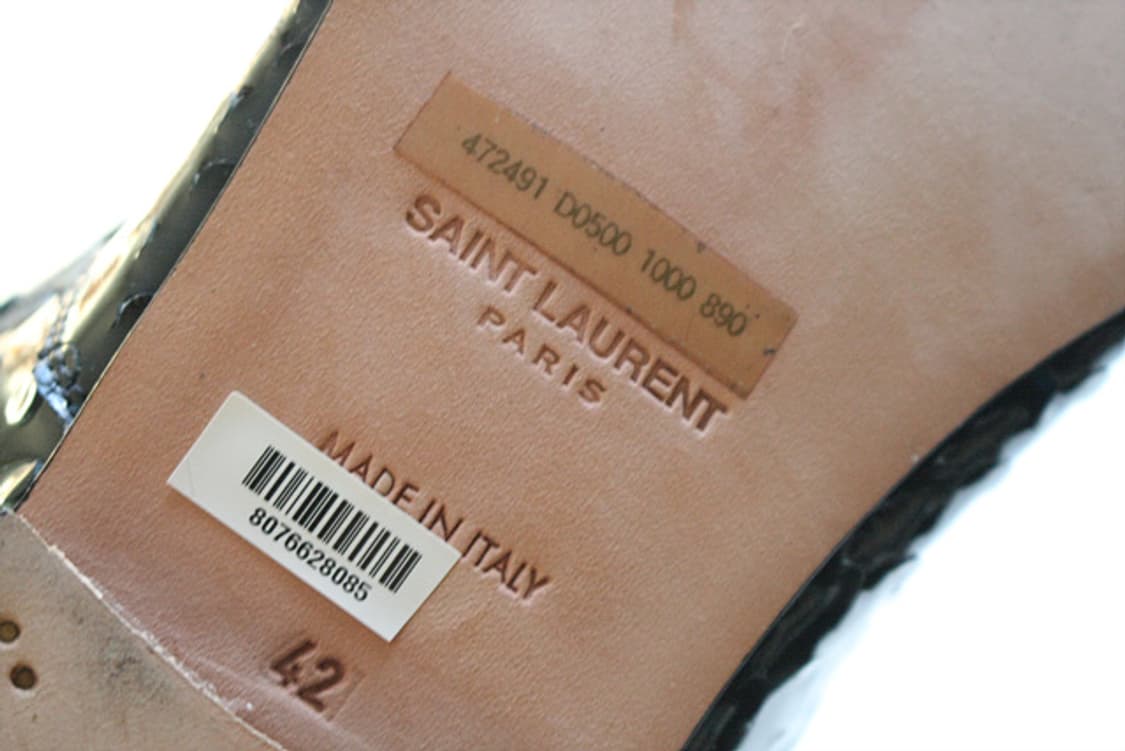 472491 D0500 1000 890
SAINT LAURENT
PARIS
MADE IN ITALY
8076628085
42